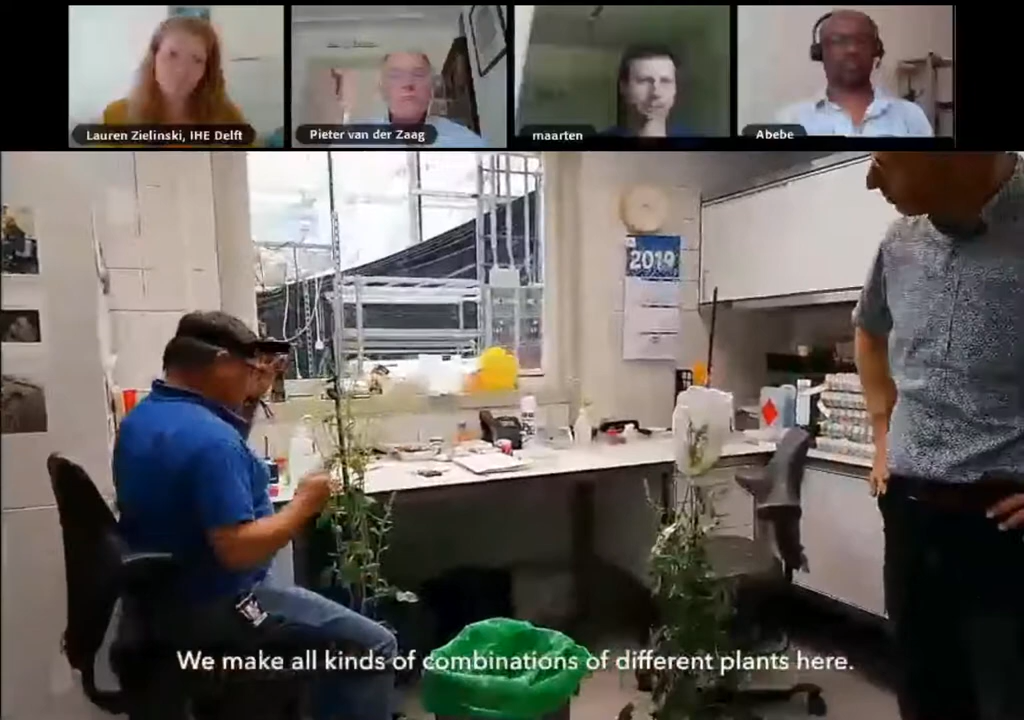 Lauren Zielinski, IHE Delft
Pieter van der Zaag
maarten
Abebe
2019
We make all kinds of combinations of different plants here.